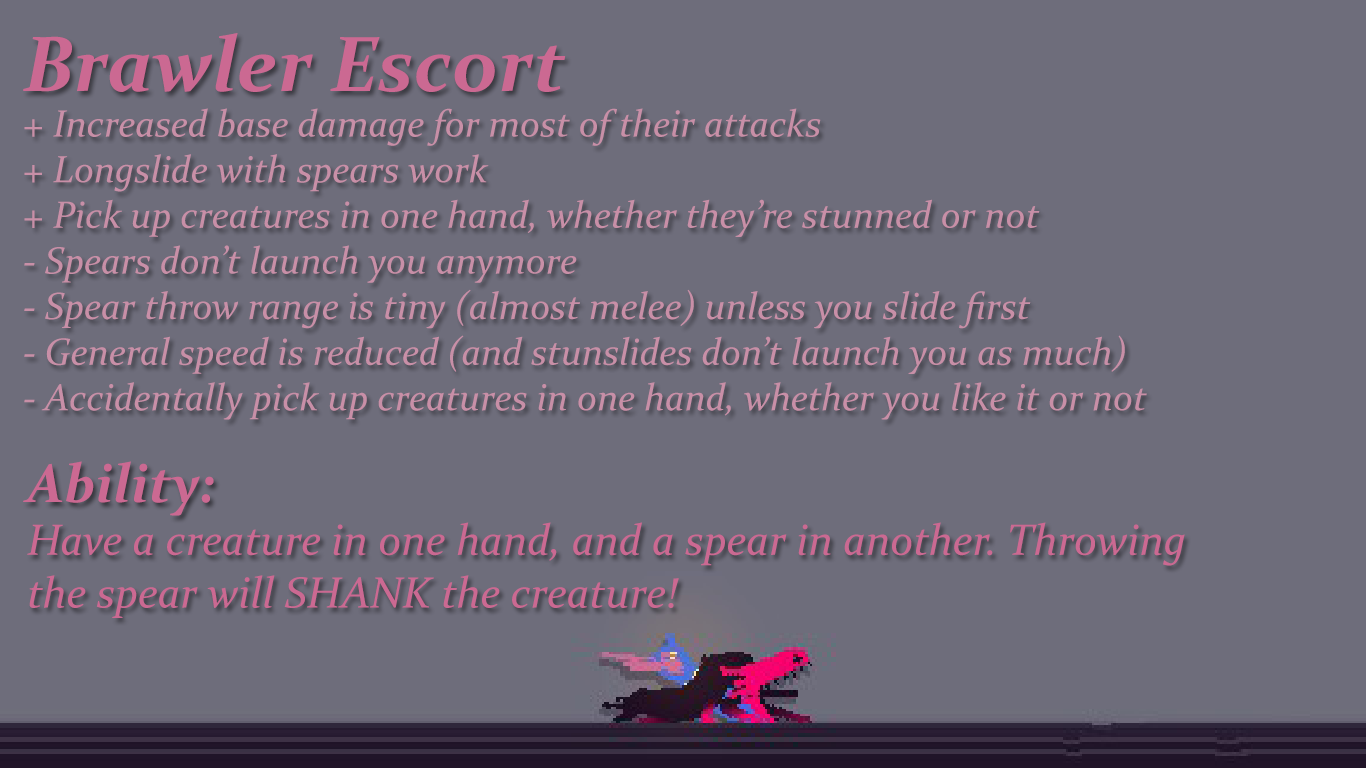 Brawler Escort
+ Increased base damage for most of their attacks
+ Longslide with spears work
+ Pick up creatures in one hand, whether they’re stunned or not
- Spears don’t launch you anymore
- Spear throw range is tiny (almost melee) unless you slide first
- General speed is reduced (and stunslides don’t launch you as much)
- Accidentally pick up creatures in one hand, whether you like it or not
Ability:
Have a creature in one hand, and a spear in another. Throwing
the spear will SHANK the creature!